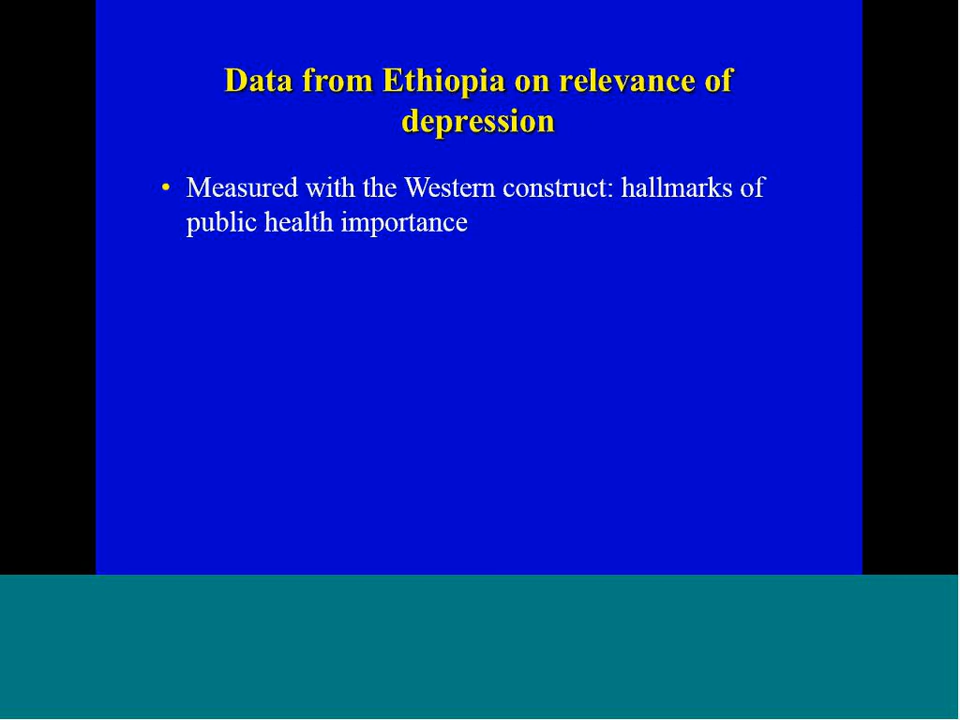 Data from Ethiopia on relevance of
depression
• Measured with the Western construct: hallmarks of
public health importance